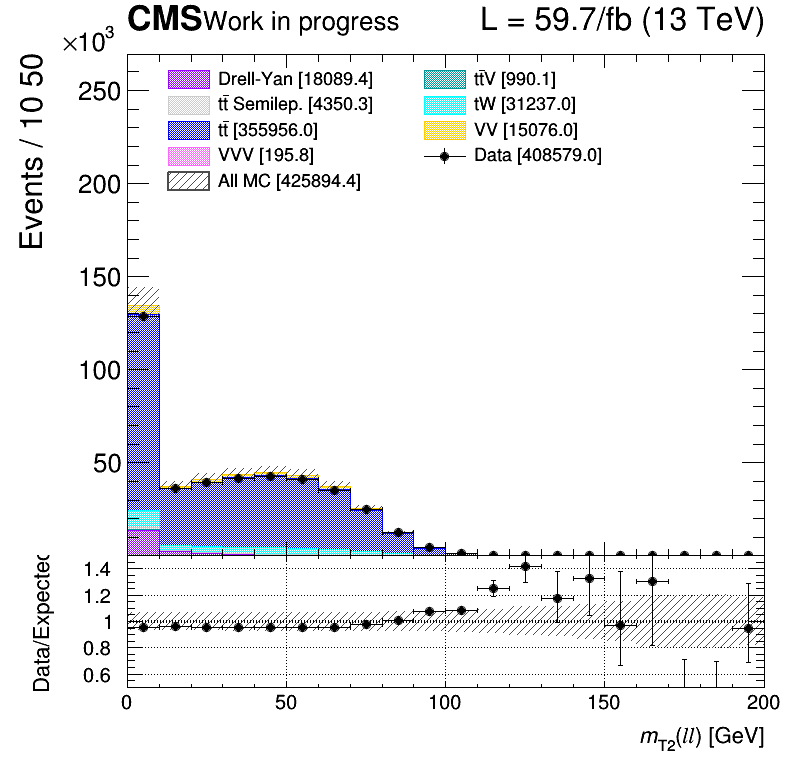 CMS Work in progress L = 59.7/fb (13 TeV)
×10³
Events / 10 50
250
200
150
100
50
Drell-Yan [18089.4]
tt̄ Semilep. [4350.3]
tt̄ [355956.0]
VVV [195.8]
All MC [425894.4]
tt̄V [990.1]
tW [31237.0]
VV [15076.0]
Data [408579.0]
Data/Expected
1.4
1.2
1
0.8
0.6
0 50 100 150 200
m_T2(ll) [GeV]